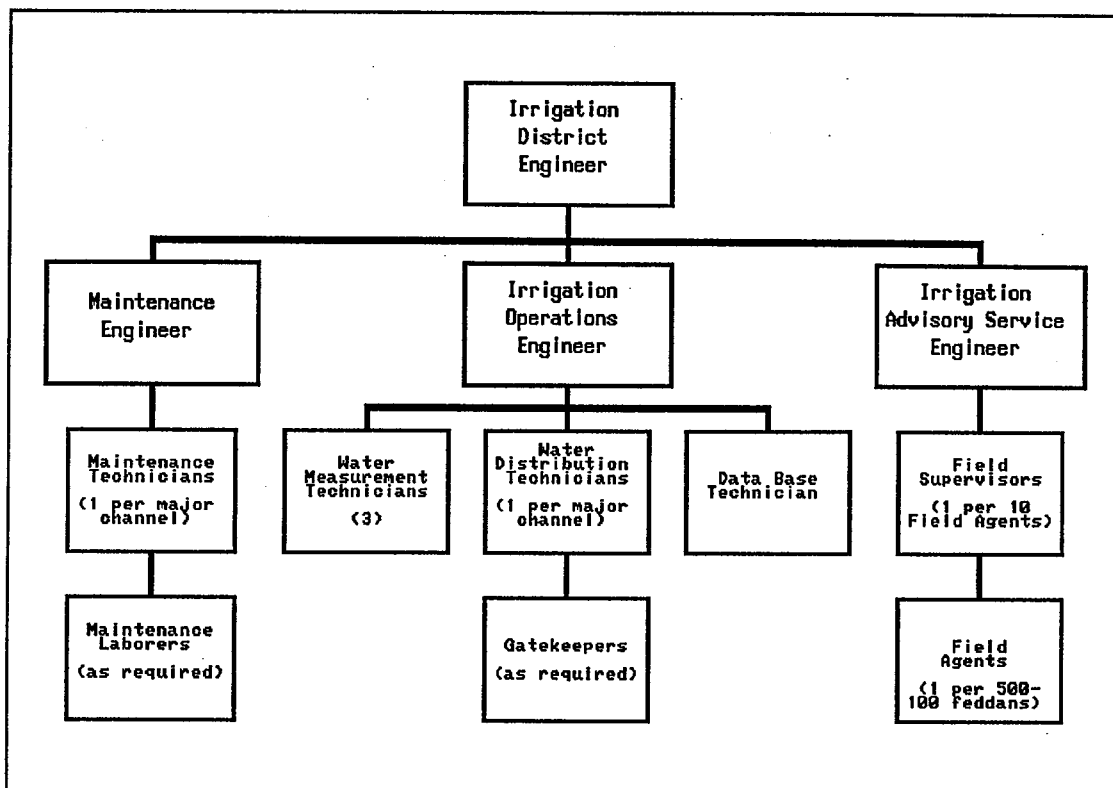 Irrigation
District
Engineer
Maintenance
Engineer
Irrigation
Operations
Engineer
Irrigation
Advisory Service
Engineer
Maintenance
Technicians
(1 per major
channel)
Water
Measurement
Technicians
(3)
Water
Distribution
Technicians
(1 per major
channel)
Data Base
Technician
Field
Supervisors
(1 per 10
Field Agents)
Maintenance
Laborers
(as required)
Gatekeepers
(as required)
Field
Agents
(1 per 500-
100 feddans)